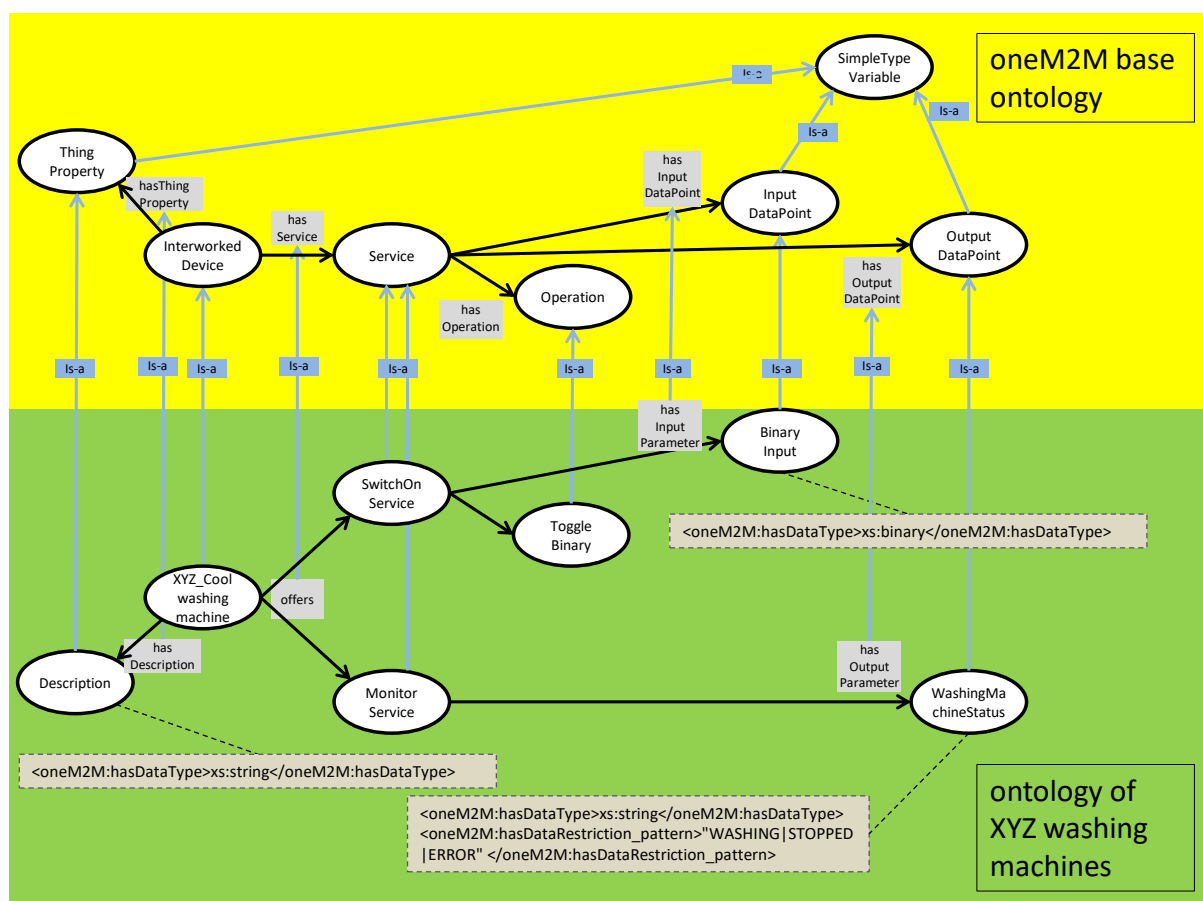 SimpleType
Variable
oneM2M base
ontology
Is-a
Is-a
Is-a
Thing
Property
has
Input
DataPoint
hasThing
Property
Input
DataPoint
has
Service
Interworked
Device
Service
Output
DataPoint
has
Output
DataPoint
Operation
has
Operation
Is-a
Is-a
Is-a
Is-a
Is-a
Is-a
Is-a
Is-a
Is-a
Is-a
has
Input
Parameter
Binary
Input
SwitchOn
Service
Toggle
Binary
<oneM2M:hasDataType>xs:binary</oneM2M:hasDataType>
XYZ_Cool
washing
machine
offers
has
Description
has
Output
Parameter
Description
Monitor
Service
WashingMa
chineStatus
<oneM2M:hasDataType>xs:string</oneM2M:hasDataType>
<oneM2M:hasDataType>xs:string</oneM2M:hasDataType>
<oneM2M:hasDataRestriction_pattern>"WASHING|STOPPED
|ERROR" </oneM2M:hasDataRestriction_pattern>
ontology of
XYZ washing
machines